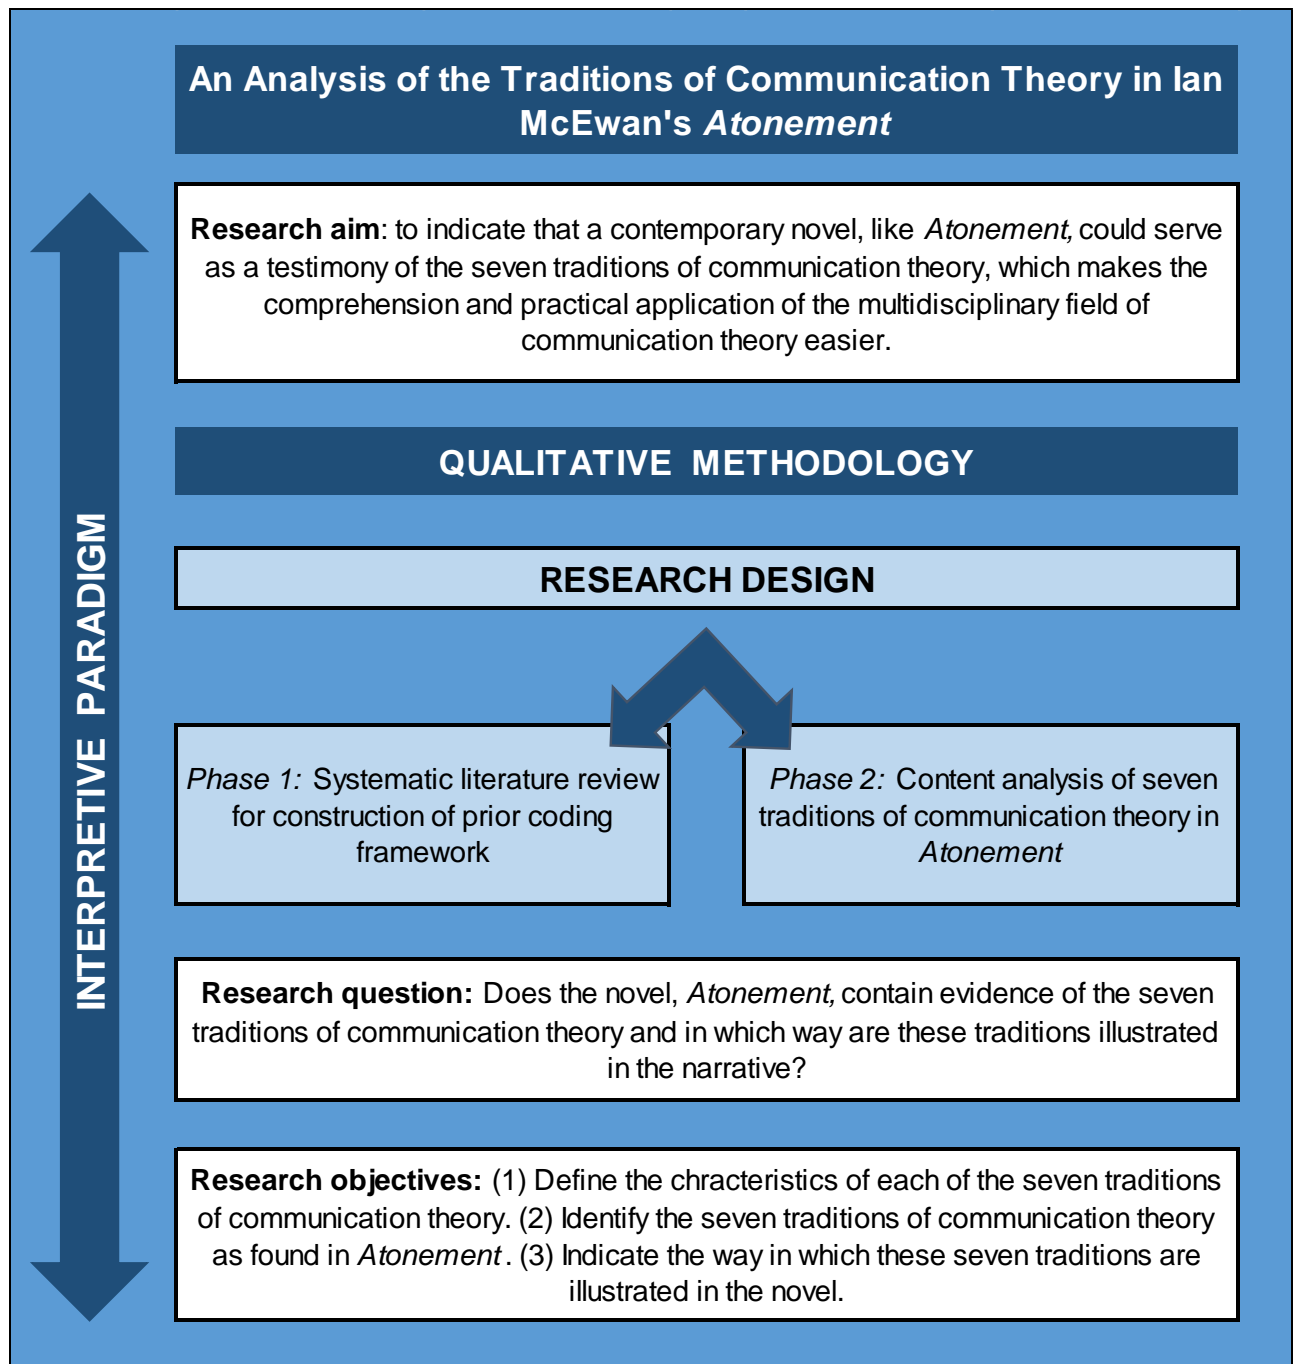 An Analysis of the Traditions of Communication Theory in Ian
McEwan's Atonement
Research aim: to indicate that a contemporary novel, like Atonement, could serve
as a testimony of the seven traditions of communication theory, which makes the
comprehension and practical application of the multidisciplinary field of
communication theory easier.
QUALITATIVE METHODOLOGY
INTERPRETIVE PARADIGM
RESEARCH DESIGN
Phase 1: Systematic literature review
for construction of prior coding
framework
Phase 2: Content analysis of seven
traditions of communication theory in
Atonement
Research question: Does the novel, Atonement, contain evidence of the seven
traditions of communication theory and in which way are these traditions illustrated
in the narrative?
Research objectives: (1) Define the chracteristics of each of the seven traditions
of communication theory. (2) Identify the seven traditions of communication theory
as found in Atonement . (3) Indicate the way in which these seven traditions are
illustrated in the novel.